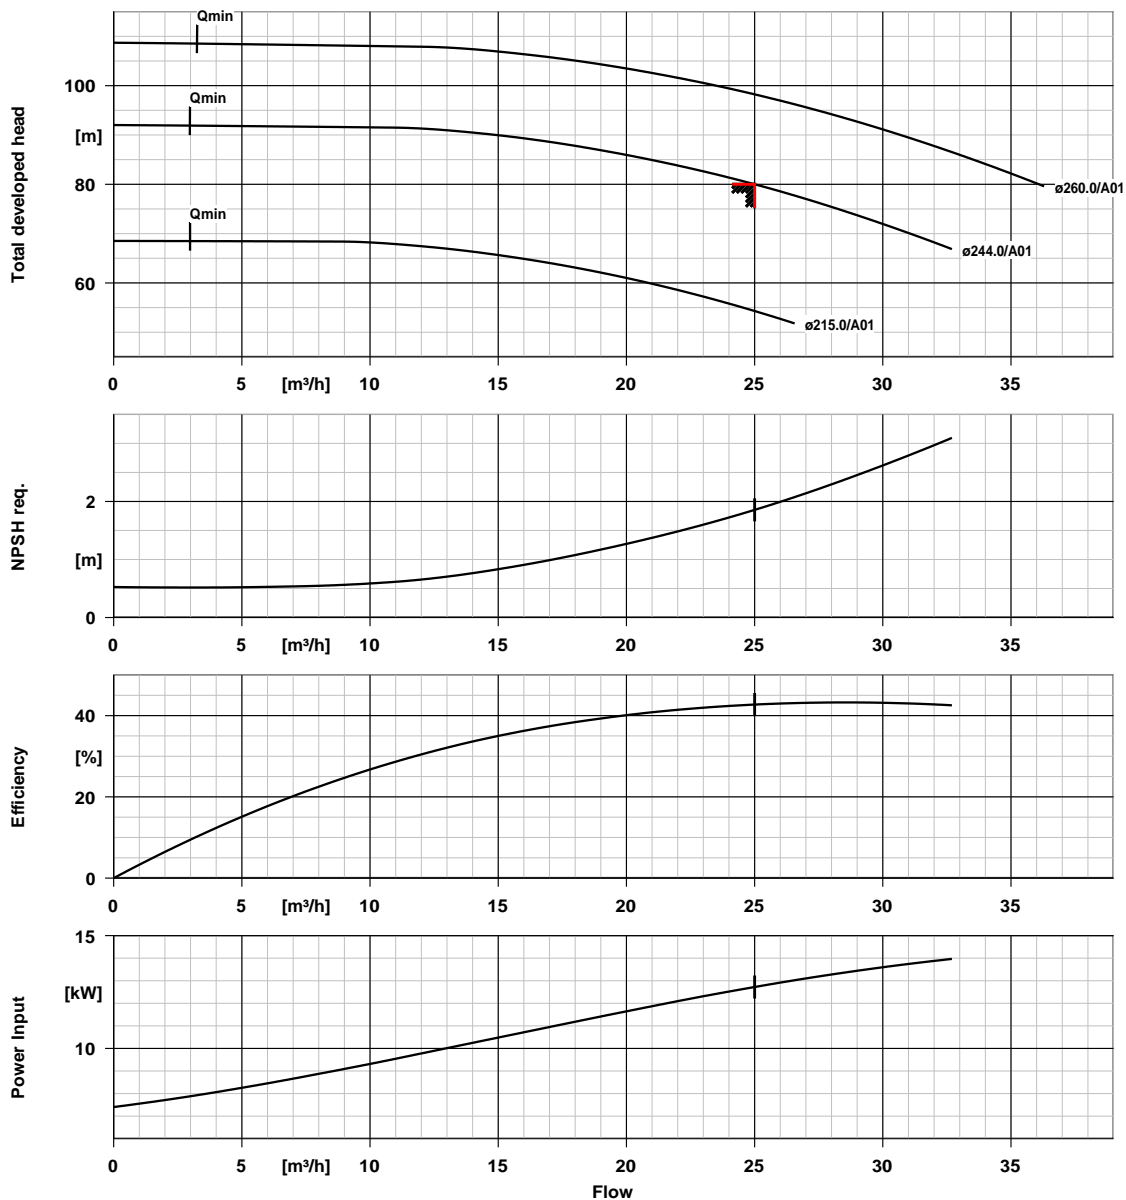 Qmin
100
Qmin
[m]
80
ø260.0/A01
Qmin
ø244.0/A01
60
ø215.0/A01
Total developed head
0 5 [m³/h] 10 15 20 25 30 35
2
[m]
0
NPSH req.
0 5 [m³/h] 10 15 20 25 30 35
40
[%]
20
0
Efficiency
0 5 [m³/h] 10 15 20 25 30 35
15
[kW]
10
Power Input
0 5 [m³/h] 10 15 20 25 30 35
Flow